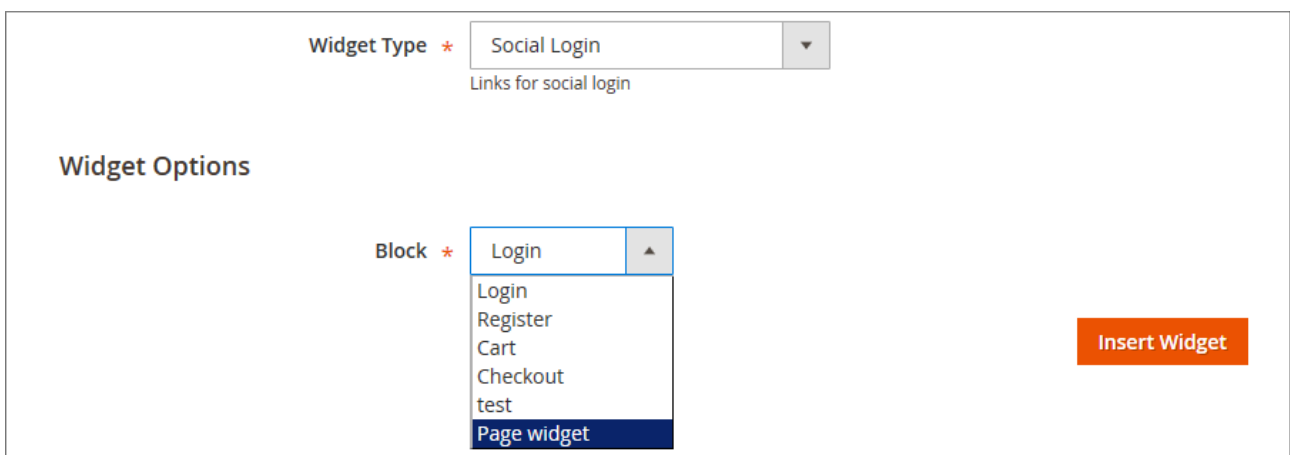 Widget Type * Social Login
Links for social login
Widget Options
Block * Login
Login
Register
Cart
Checkout
test
Page widget
Insert Widget